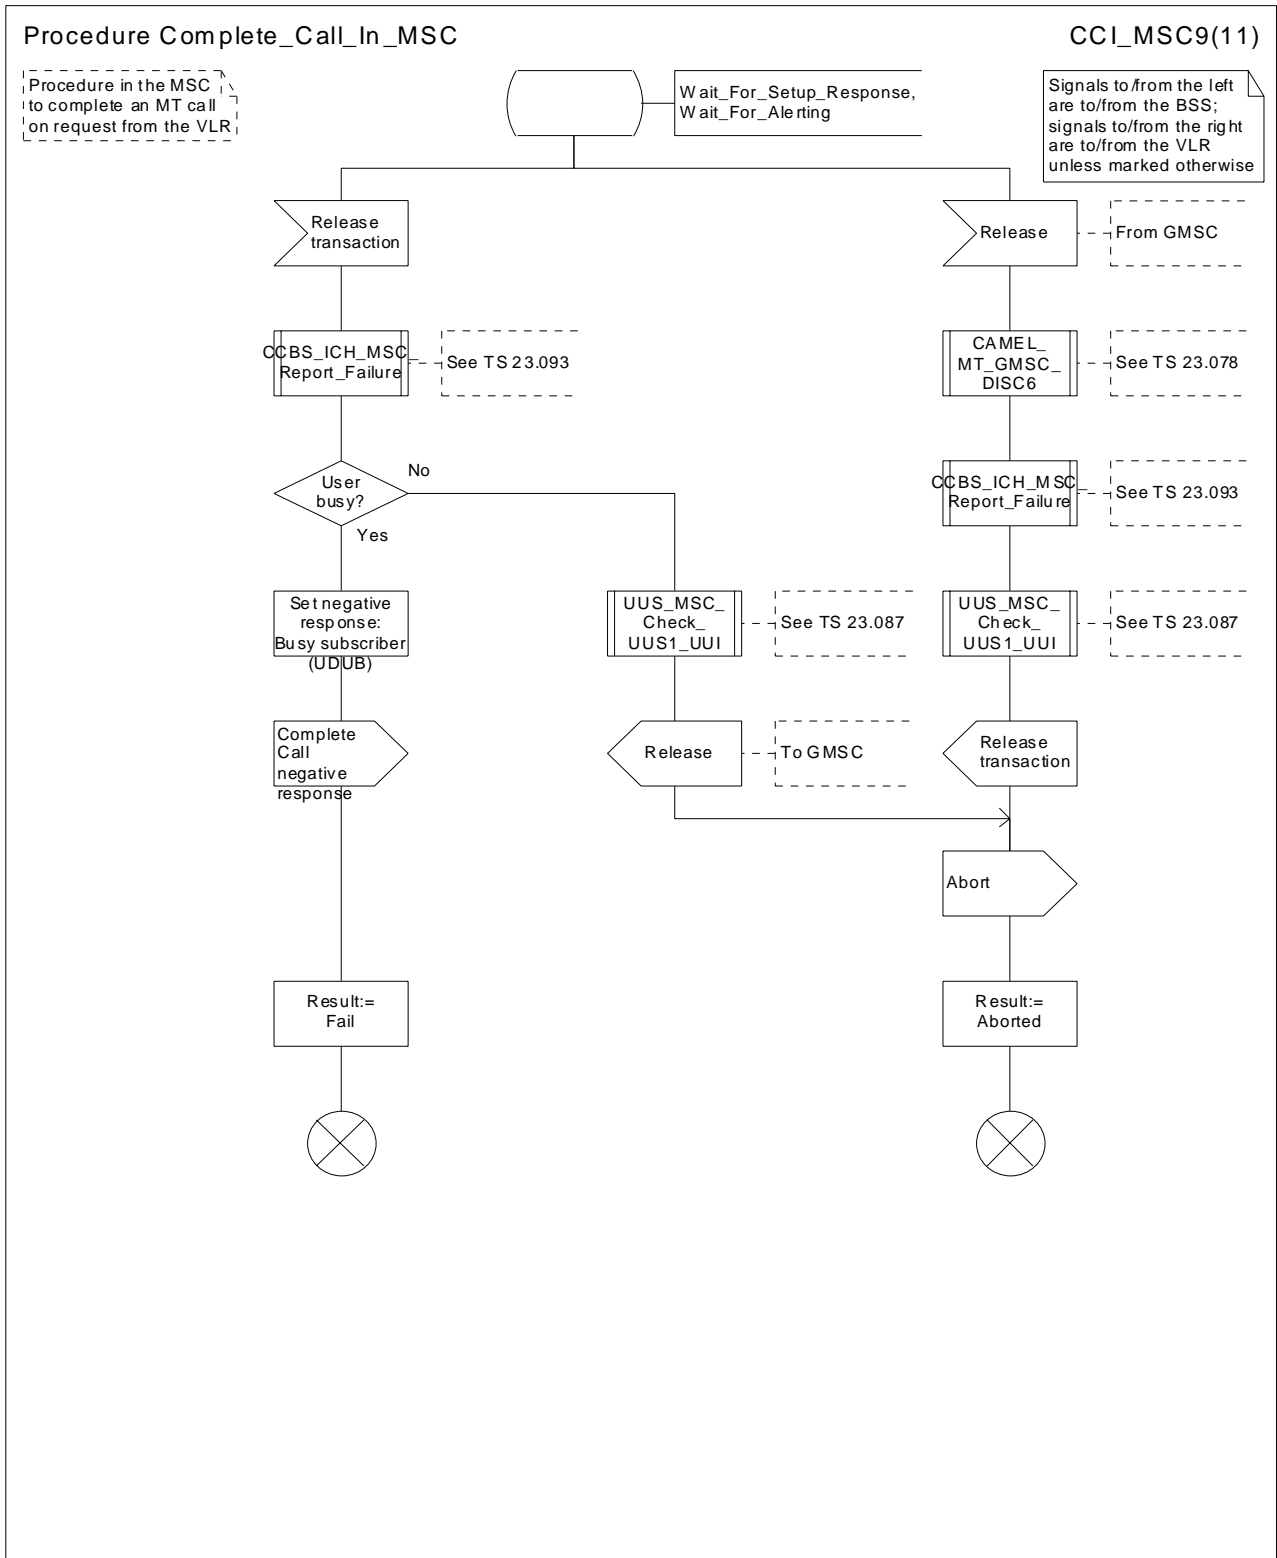 Procedure Complete_Call_In_MSC
CCI_MSC9(11)
Procedure in the MSC
to complete an MT call
on request from the VLR
Wait_For_Setup_Response,
Wait_For_Alerting
Signals to/from the left
are to/from the BSS;
signals to/from the right
are to/from the VLR
unless marked otherwise
Release
transaction
Release
From GMSC
CCBS_ICH_MSC_
Report_Failure
See TS 23.093
CAMEL_
MT_GMSC_
DISC6
See TS 23.078
User
busy?
No
Yes
CCBS_ICH_MSC_
Report_Failure
See TS 23.093
Set negative
response:
Busy subscriber
(UDUB)
UUS_MSC_
Check_
UUS1_UUI
See TS 23.087
UUS_MSC_
Check_
UUS1_UUI
See TS 23.087
Complete
Call
negative
response
Release
To GMSC
Release
transaction
Abort
Result:=
Fail
Result:=
Aborted